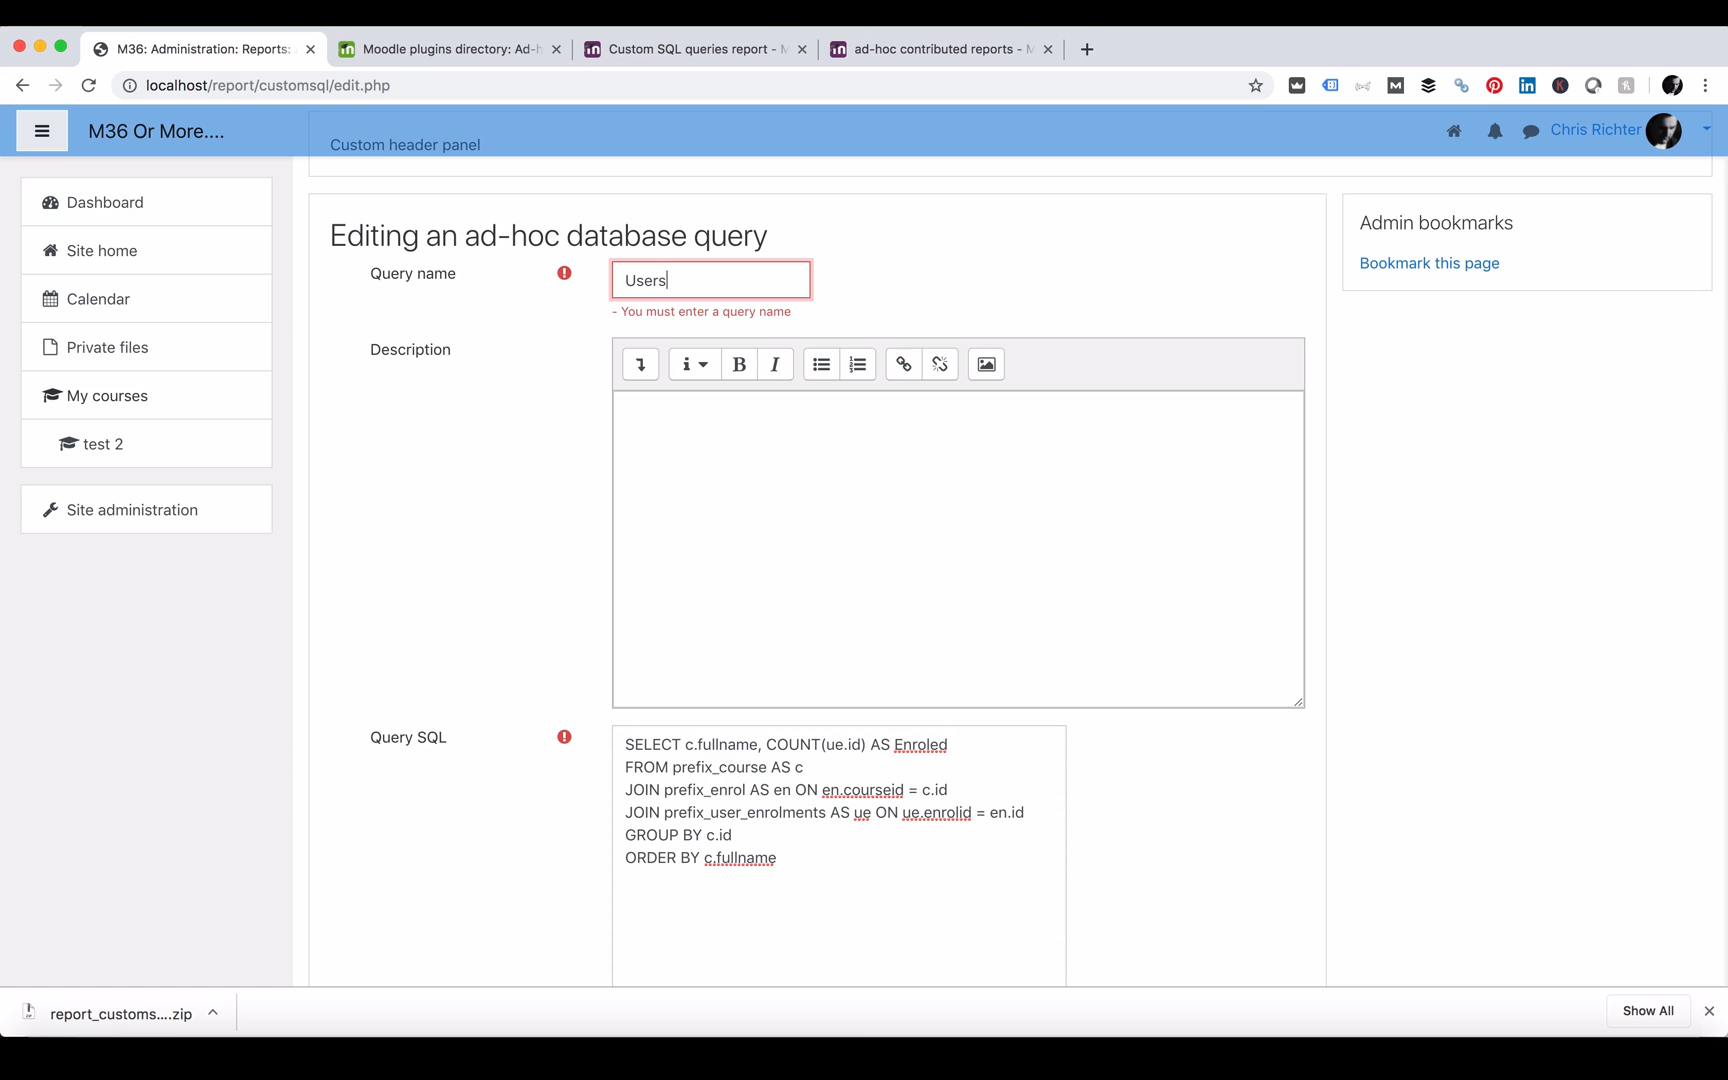 M36: Administration: Reports:
Moodle plugins directory: Ad-h
Custom SQL queries report - M
ad-hoc contributed reports - M
localhost/report/customsql/edit.php
M36 Or More....
Custom header panel
Chris Richter
Dashboard
Site home
Calendar
Private files
My courses
test 2
Site administration
Editing an ad-hoc database query
Query name
Users
- You must enter a query name
Description
Query SQL
SELECT c.fullname, COUNT(ue.id) AS Enroled
FROM prefix_course AS c
JOIN prefix_enrol AS en ON en.courseid = c.id
JOIN prefix_user_enrolments AS ue ON ue.enrolid = en.id
GROUP BY c.id
ORDER BY c.fullname
Admin bookmarks
Bookmark this page
report_customs....zip
Show All